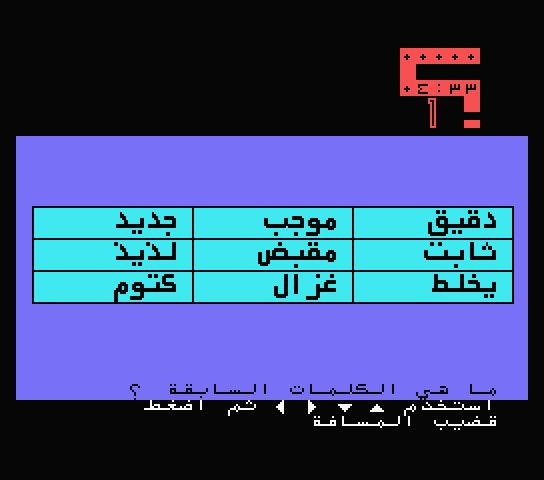 ٤:٣٣
١
دقيق موجب جديد
ثابت مقبض لذيذ
يخلط غزال كتوم
ما هي الكلمات السابقة ؟
استخدم ▲ ▼ ◀ ▶ ثم اضغط
قضيب المسافة